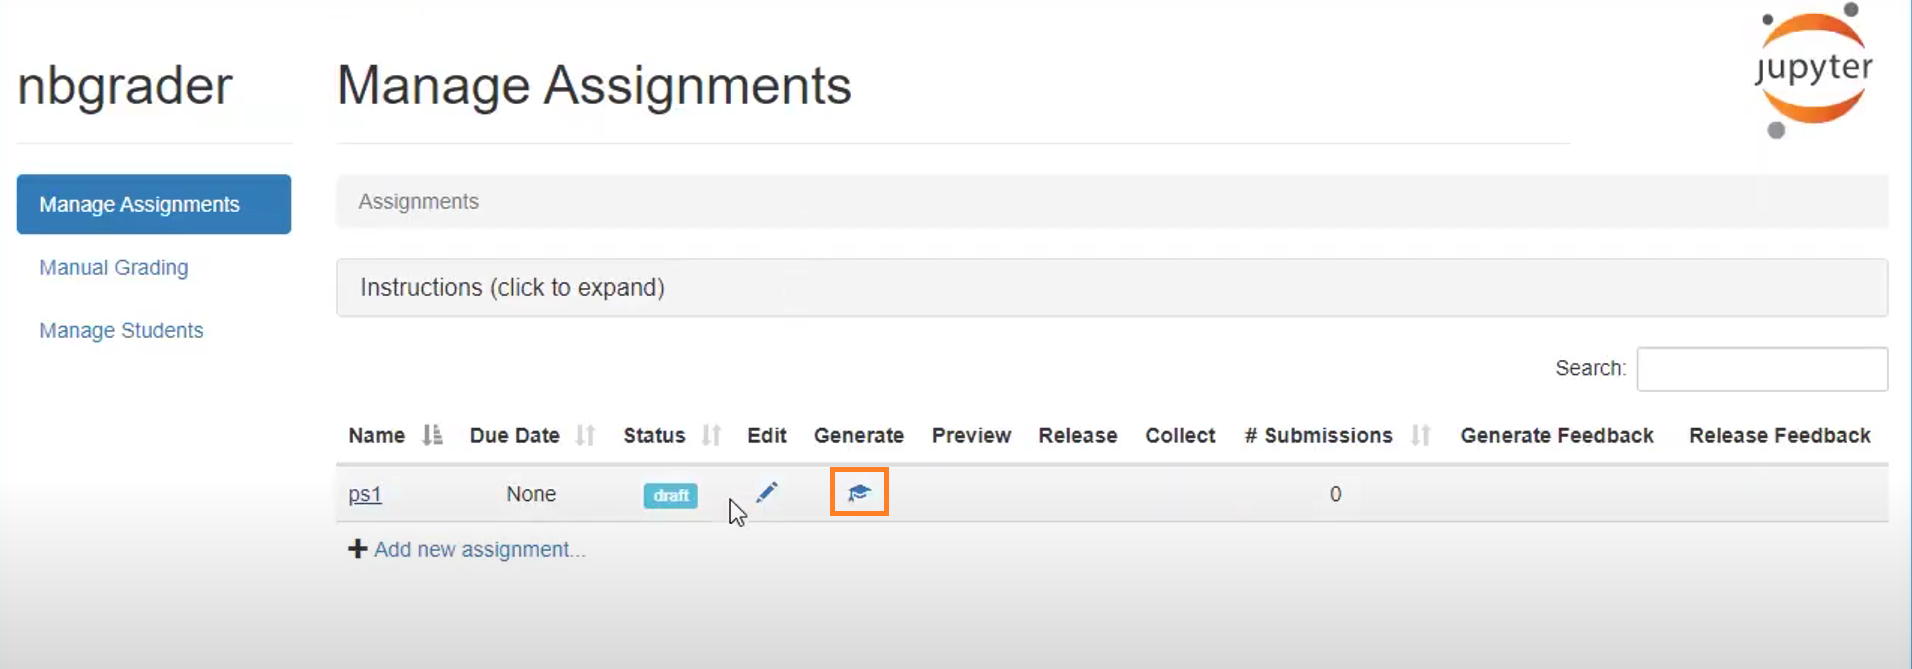 nbgrader
Manage Assignments
jupyter
Manage Assignments
Manual Grading
Manage Students
Assignments
Instructions (click to expand)
Search:
Name Due Date Status Edit Generate Preview Release Collect # Submissions Generate Feedback Release Feedback
ps1 None draft 0
Add new assignment...